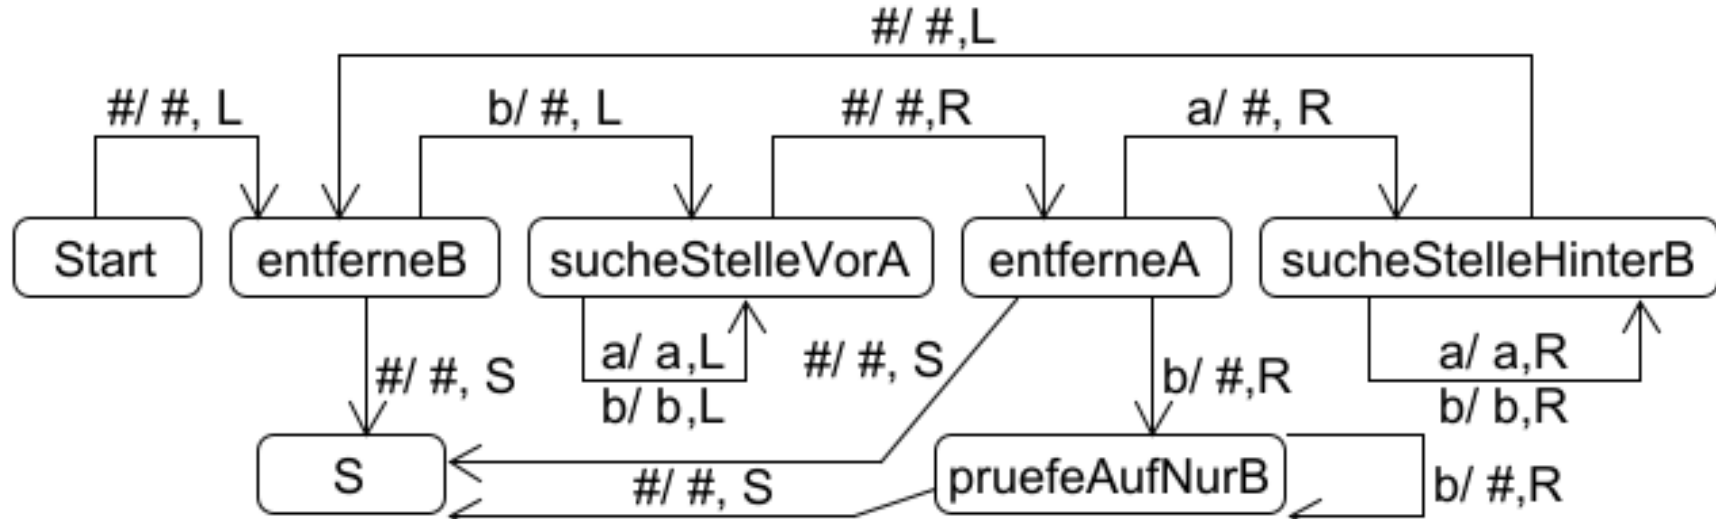 #/ #,L
#/ #, L
b/ #, L
#/ #,R
a/ #, R
Start
entferneB
sucheStelleVorA
entferneA
sucheStelleHinterB
#/ #, S
a/ a,L
b/ b,L
#/ #, S
b/ #,R
a/ a,R
b/ b,R
S
#/ #, S
pruefeAufNurB
b/ #,R